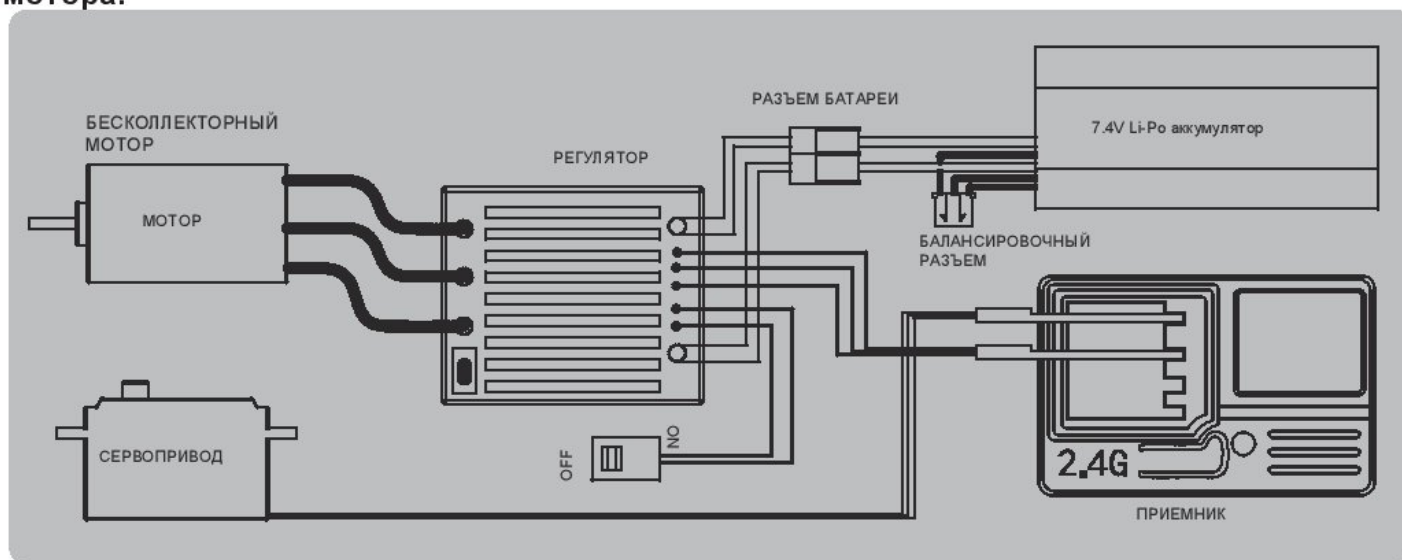 мотора.
БЕСКОЛЛЕКТОРНЫЙ
МОТОР
МОТОР
РЕГУЛЯТОР
РАЗЪЕМ БАТАРЕИ
7.4V Li-Po аккумулятор
БАЛАНСИРОВОЧНЫЙ
РАЗЪЕМ
СЕРВОПРИВОД
OFF
ON
2.4G
ПРИЕМНИК